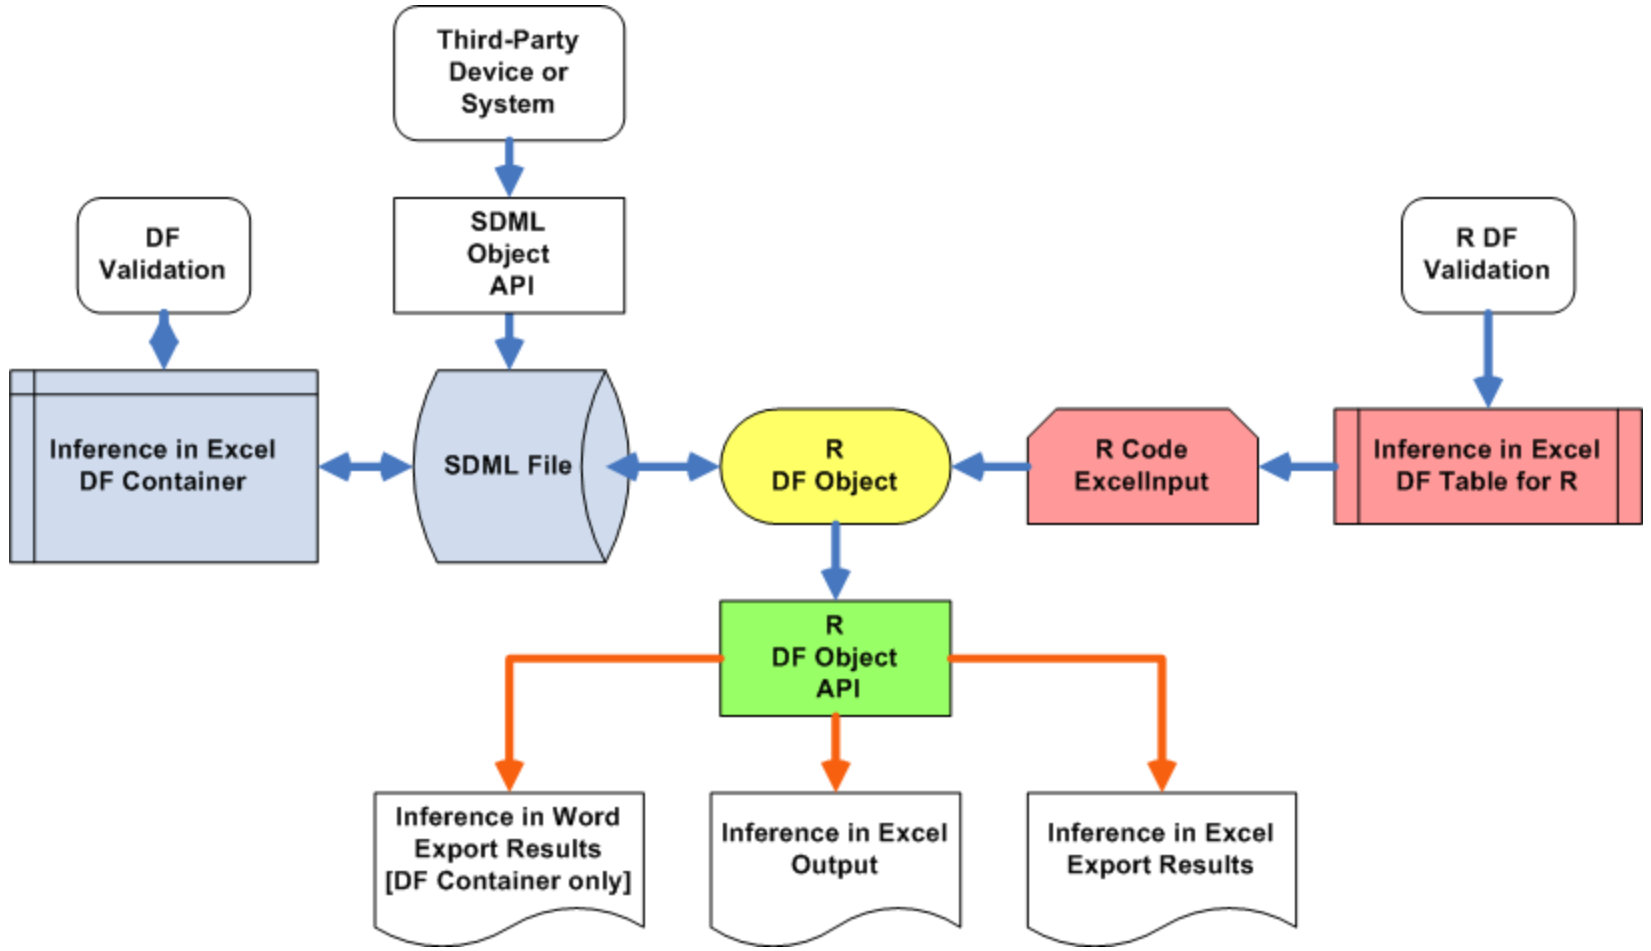 Third-Party
Device or
System
DF
Validation
SDML
Object
API
R DF
Validation
Inference in Excel
DF Container
SDML File
R
DF Object
R Code
ExcelInput
Inference in Excel
DF Table for R
R
DF Object
API
Inference in Word
Export Results
[DF Container only]
Inference in Excel
Output
Inference in Excel
Export Results